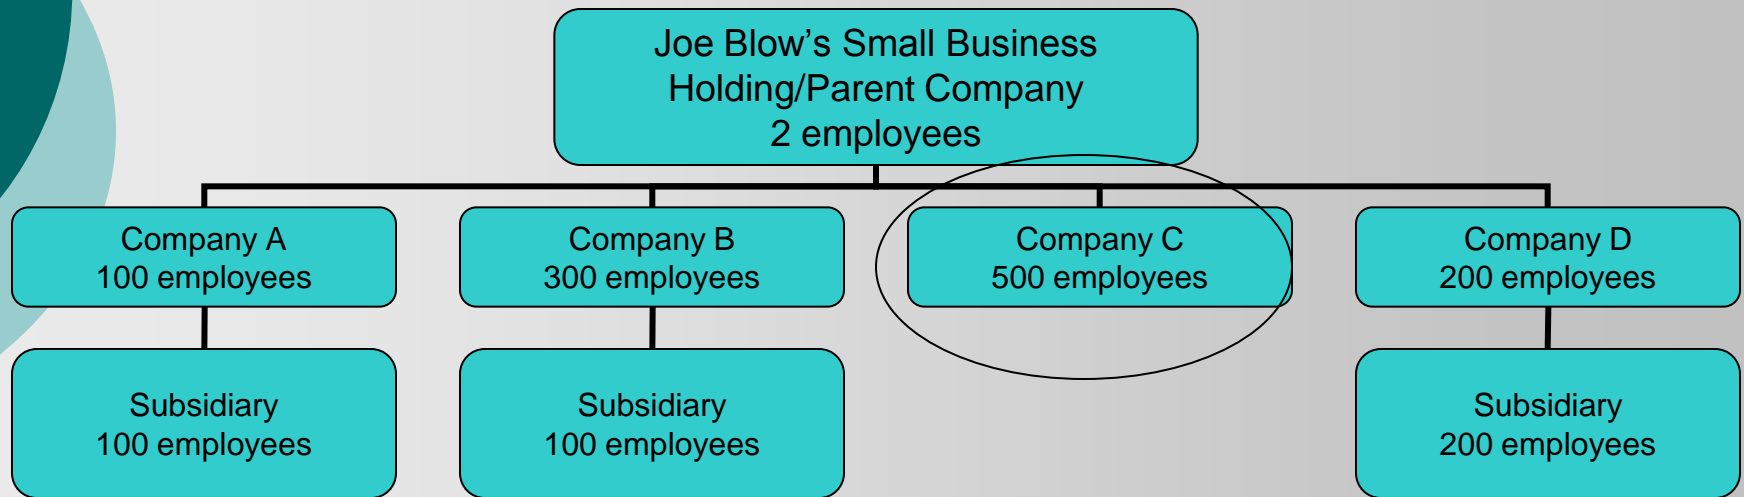 Joe Blow’s Small Business
Holding/Parent Company
2 employees
Company A
100 employees
Company B
300 employees
Company C
500 employees
Company D
200 employees
Subsidiary
100 employees
Subsidiary
100 employees
Subsidiary
200 employees